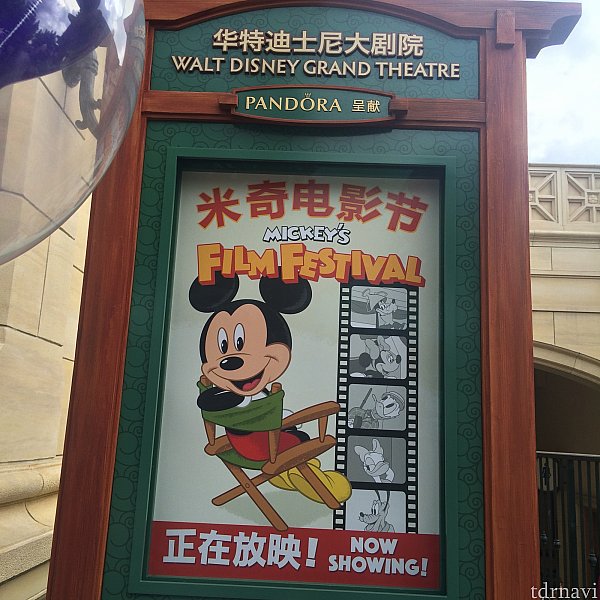 华特迪士尼大剧院
WALT DISNEY GRAND THEATRE
PANDORA 呈献
米奇电影节
MICKEY'S
FILM FESTIVAL
正在放映！
NOW
SHOWING!
tdrnavi